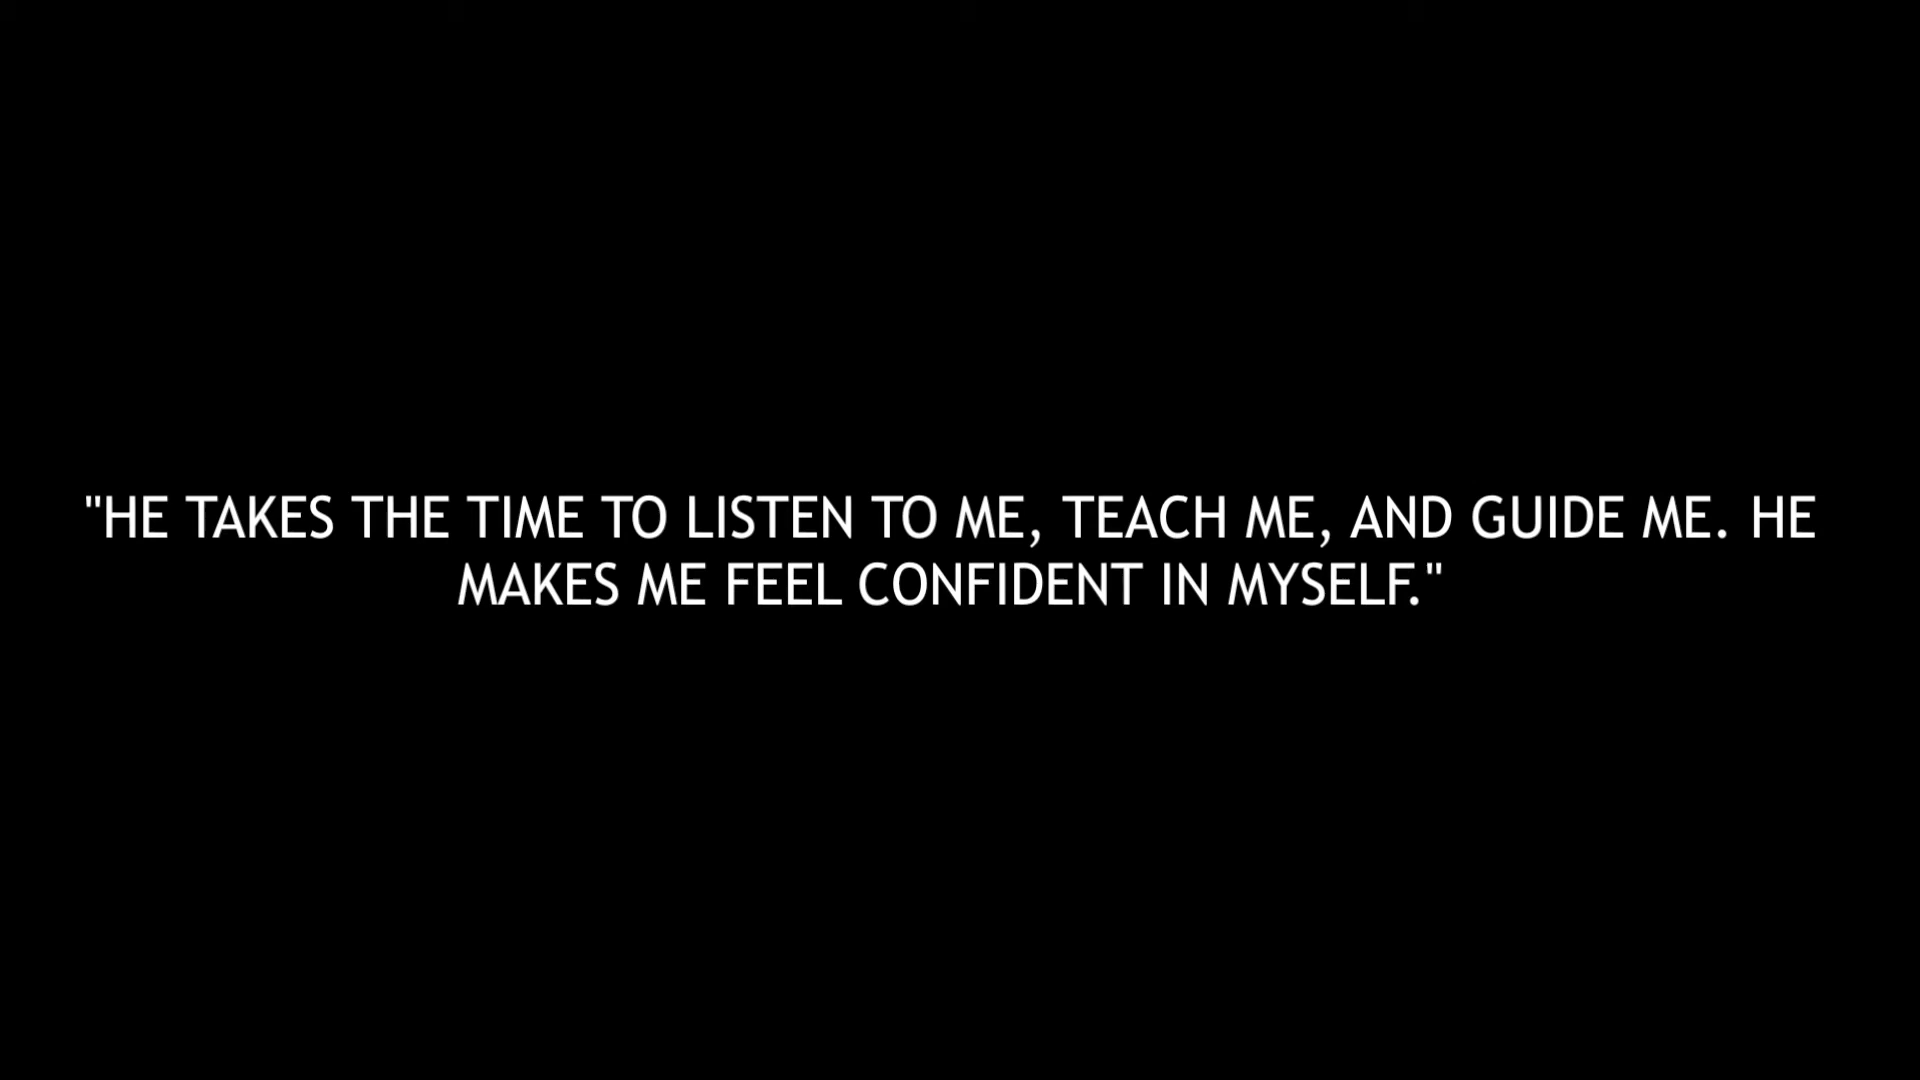 "HE TAKES THE TIME TO LISTEN TO ME, TEACH ME, AND GUIDE ME. HE
MAKES ME FEEL CONFIDENT IN MYSELF."